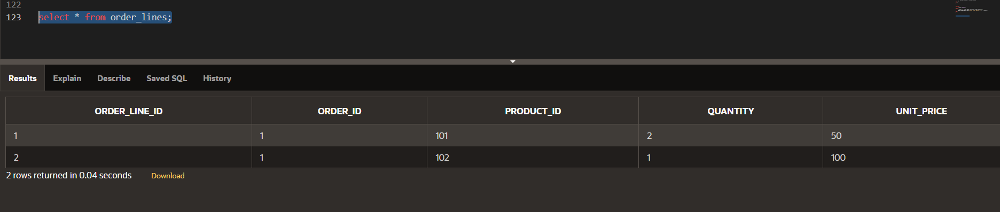 122
123 select * from order_lines;
Results Explain Describe Saved SQL History
ORDER_LINE_ID ORDER_ID PRODUCT_ID QUANTITY UNIT_PRICE
1 1 101 2 50
2 1 102 1 100
2 rows returned in 0.04 seconds Download